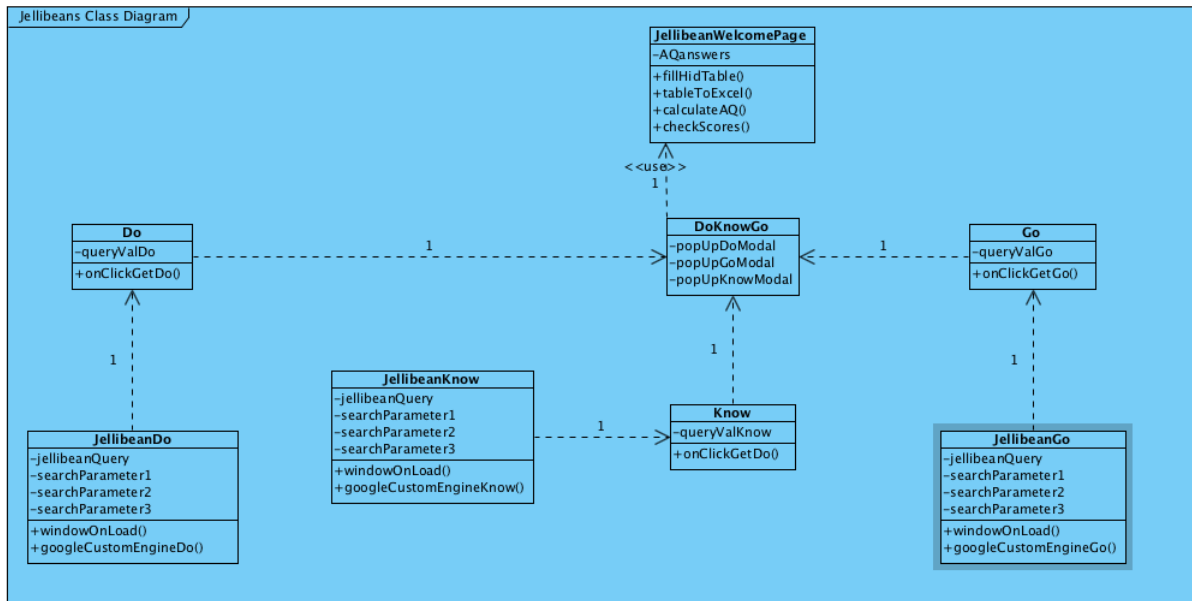 Jellibeans Class Diagram
JellibeanWelcomePage
-AQanswers
+fillHidTable()
+tableToExcel()
+calculateAQ()
+checkScores()
<<use>>
1
Do
-queryValDo
+onClickGetDo()
1
DoKnowGo
-popUpDoModal
-popUpGoModal
-popUpKnowModal
1
Go
-queryValGo
+onClickGetGo()
1
1
1
JellibeanKnow
-jellibeanQuery
-searchParameter1
-searchParameter2
-searchParameter3
+windowOnLoad()
+googleCustomEngineKnow()
1
Know
-queryValKnow
+onClickGetDo()
JellibeanDo
-jellibeanQuery
-searchParameter1
-searchParameter2
-searchParameter3
+windowOnLoad()
+googleCustomEngineDo()
JellibeanGo
-jellibeanQuery
-searchParameter1
-searchParameter2
-searchParameter3
+windowOnLoad()
+googleCustomEngineGo()